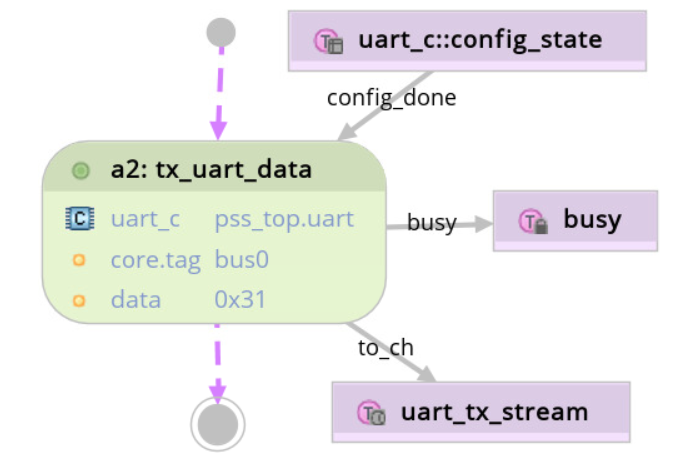 uart_c::config_state
config_done
a2: tx_uart_data
uart_c pss_top.uart
core.tag bus0
data 0x31
busy
busy
to_ch
uart_tx_stream